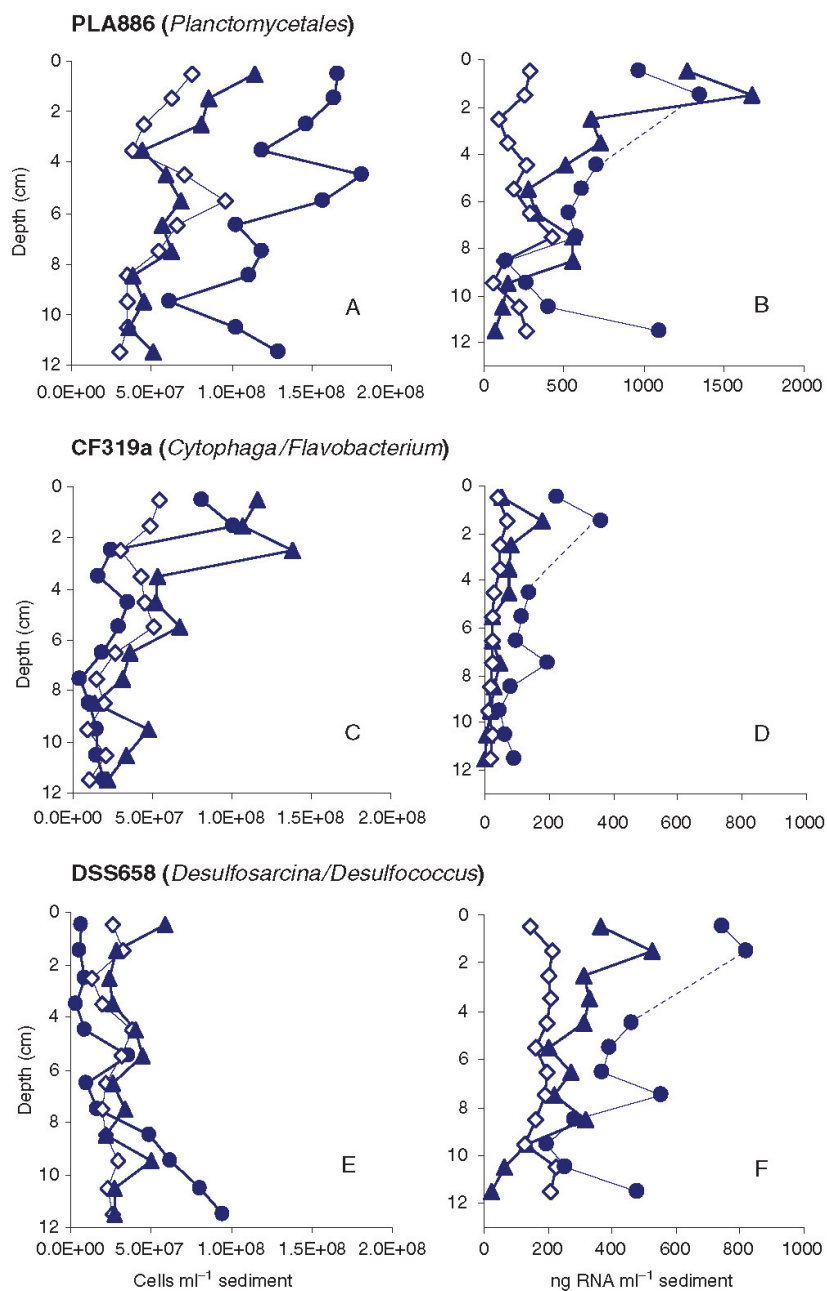 PLA886 (Planctomycetales)
0
2
4
6
8
10
12
Depth (cm)
A
0.0E+00 5.0E+07 1.0E+08 1.5E+08 2.0E+08
0
2
4
6
8
10
12
B
0 500 1000 1500 2000
CF319a (Cytophaga/Flavobacterium)
0
2
4
6
8
10
12
Depth (cm)
C
0.0E+00 5.0E+07 1.0E+08 1.5E+08 2.0E+08
0
2
4
6
8
10
12
D
0 200 400 600 800 1000
DSS658 (Desulfosarcina/Desulfococcus)
0
2
4
6
8
10
12
Depth (cm)
E
0.0E+00 5.0E+07 1.0E+08 1.5E+08 2.0E+08
Cells ml⁻¹ sediment
0
2
4
6
8
10
12
F
0 200 400 600 800 1000
ng RNA ml⁻¹ sediment